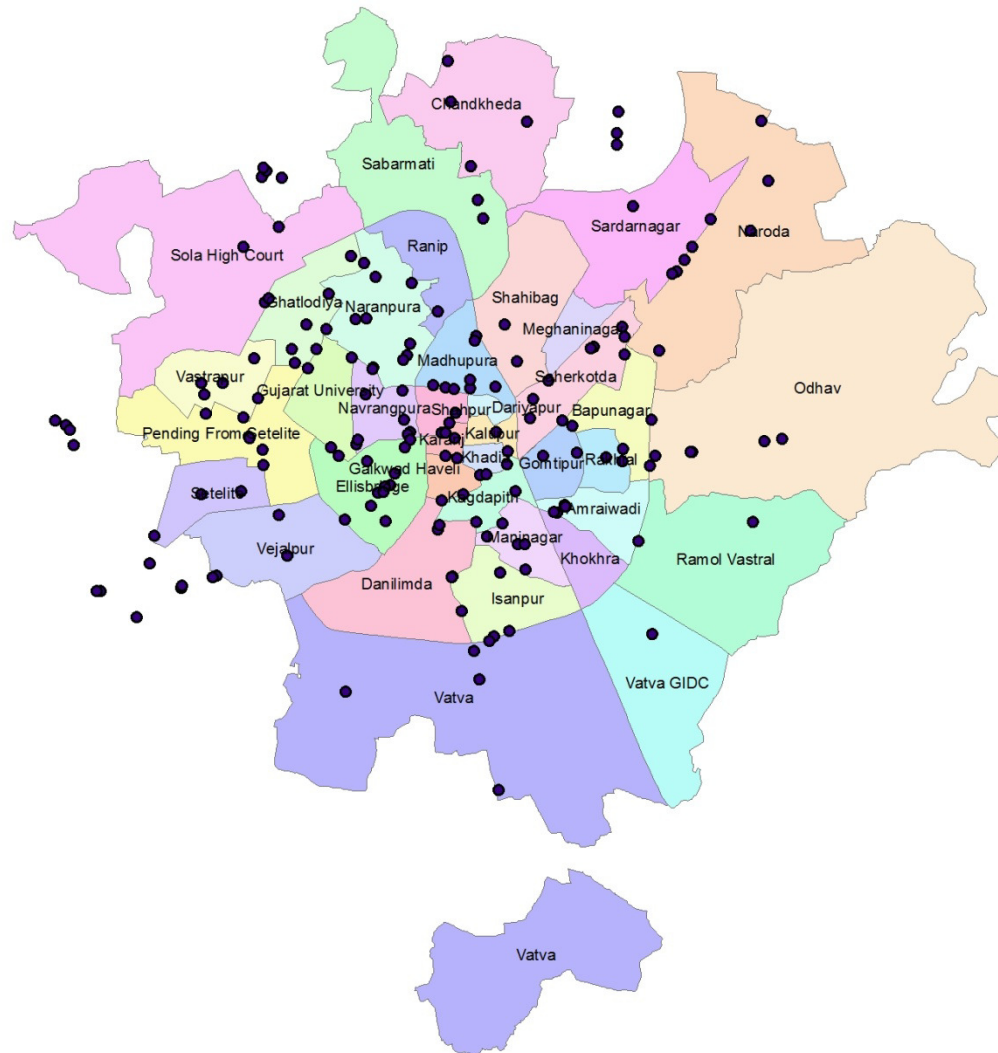 Chandkheda
Sabarmati
Sardarnagar
Naroda
Ranip
Sola High Court
Shahibag
Ghatlodiya
Naranpura
Meghaninagar
Madhupura
Vastrapur
Saherkotda
Gujarat University
Odhav
Navrangpura
Shahpur
Dariyapur
Bapunagar
Pending From Setelite
Karanj
Kalupur
Khadia
Gomtipur
Rakhial
Gaikwad Haveli
Ellisbridge
Setelite
Kagdapith
Amraiwadi
Maninagar
Vejalpur
Khokhra
Ramol Vastral
Danilimda
Isanpur
Vatva GIDC
Vatva
Vatva